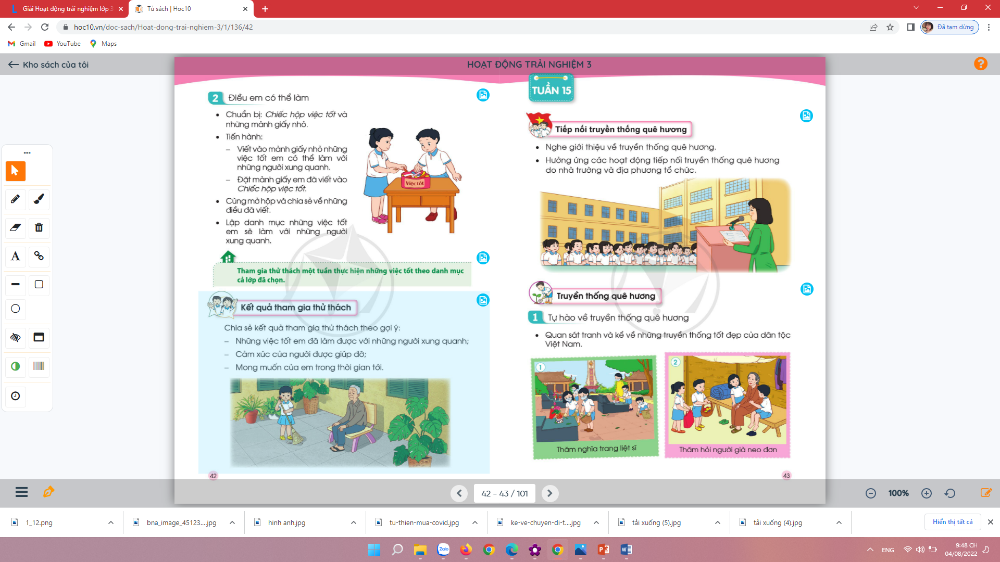 Giải Hoạt động trải nghiệm lớp 3
Tủ sách | Hoc10
hoc10.vn/doc-sach/Hoat-dong-trai-nghiem-3/1/136/42
Đã tạm dừng
Gmail
YouTube
Maps
Kho sách của tôi
HOẠT ĐỘNG TRẢI NGHIỆM 3
2 Điều em có thể làm
• Chuẩn bị: Chiếc hộp việc tốt và
những mảnh giấy nhỏ.
• Tiến hành:
– Viết vào mảnh giấy nhỏ những
việc tốt em có thể làm với
những người xung quanh.
– Đặt mảnh giấy em đã viết vào
Chiếc hộp việc tốt.
• Cùng mở hộp và chia sẻ về những
điều đã viết.
• Lập danh mục những việc tốt
em sẽ làm với những người
xung quanh.
Việc tốt
Tham gia thử thách một tuần thực hiện những việc tốt theo danh mục
cả lớp đã chọn.
Kết quả tham gia thử thách
Chia sẻ kết quả tham gia thử thách theo gợi ý:
– Những việc tốt em đã làm được với những người xung quanh;
– Cảm xúc của người được giúp đỡ;
– Mong muốn của em trong thời gian tới.
42
TUẦN 15
Tiếp nối truyền thống quê hương
• Nghe giới thiệu về truyền thống quê hương.
• Hưởng ứng các hoạt động tiếp nối truyền thống quê hương
do nhà trường và địa phương tổ chức.
Truyền thống quê hương
1 Tự hào về truyền thống quê hương
• Quan sát tranh và kể về những truyền thống tốt đẹp của dân tộc
Việt Nam.
1
Thăm nghĩa trang liệt sĩ
2
Thăm hỏi người già neo đơn
43
A
42 - 43 / 101
100%
1_12.png
bna_image_45123....jpg
hinh anh.jpg
tu-thien-mua-covid.jpg
ke-ve-chuyen-di-t....jpg
tải xuống (5).jpg
tải xuống (4).jpg
Hiển thị tất cả
Zalo
ENG
9:48 CH
04/08/2022